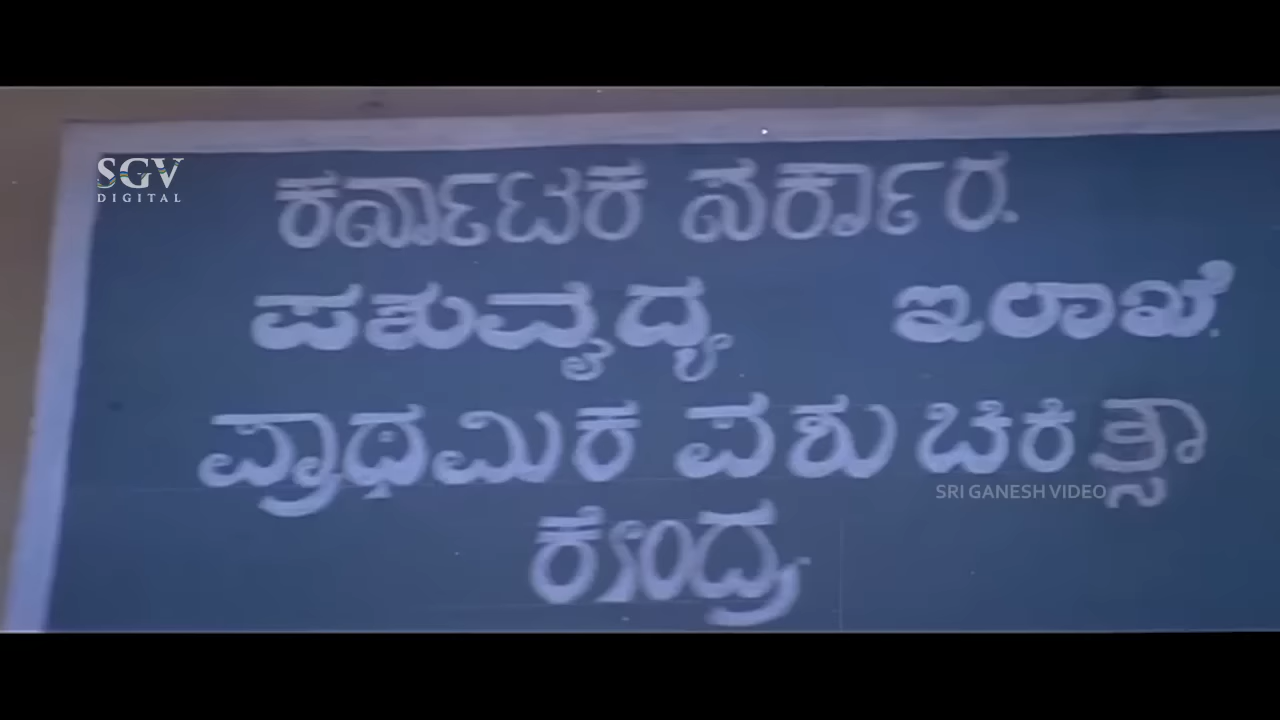 SGV
DIGITAL
ಕರ್ನಾಟಕ ಸರ್ಕಾರ.
ಪಶುವೈದ್ಯ ಇಲಾಖೆ.
ಪ್ರಾಥಮಿಕ ಪಶು ಚಿಕಿತ್ಸಾ
SRI GANESH VIDEO
ಕೇಂದ್ರ